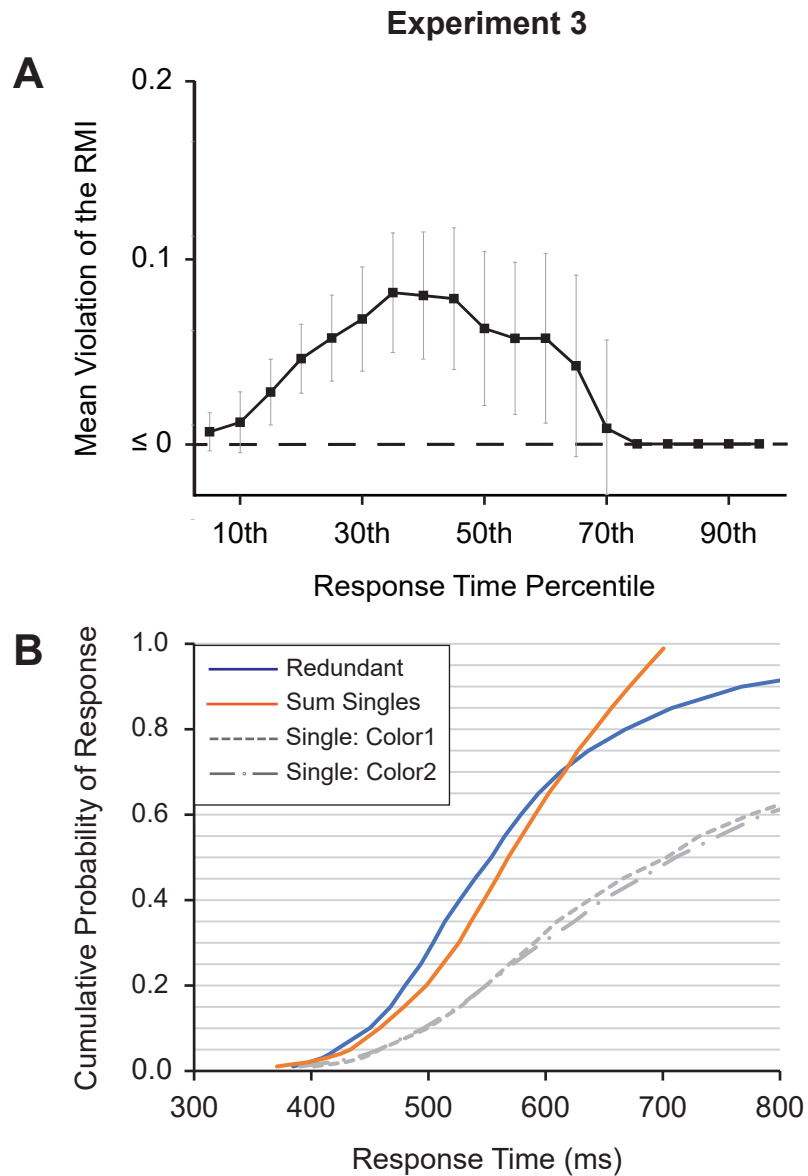 Experiment 3
A
Mean Violation of the RMI
0.2
0.1
≤ 0
10th 30th 50th 70th 90th
Response Time Percentile
B
Cumulative Probability of Response
1.0
0.8
0.6
0.4
0.2
0.0
Redundant
Sum Singles
Single: Color1
Single: Color2
300 400 500 600 700 800
Response Time (ms)